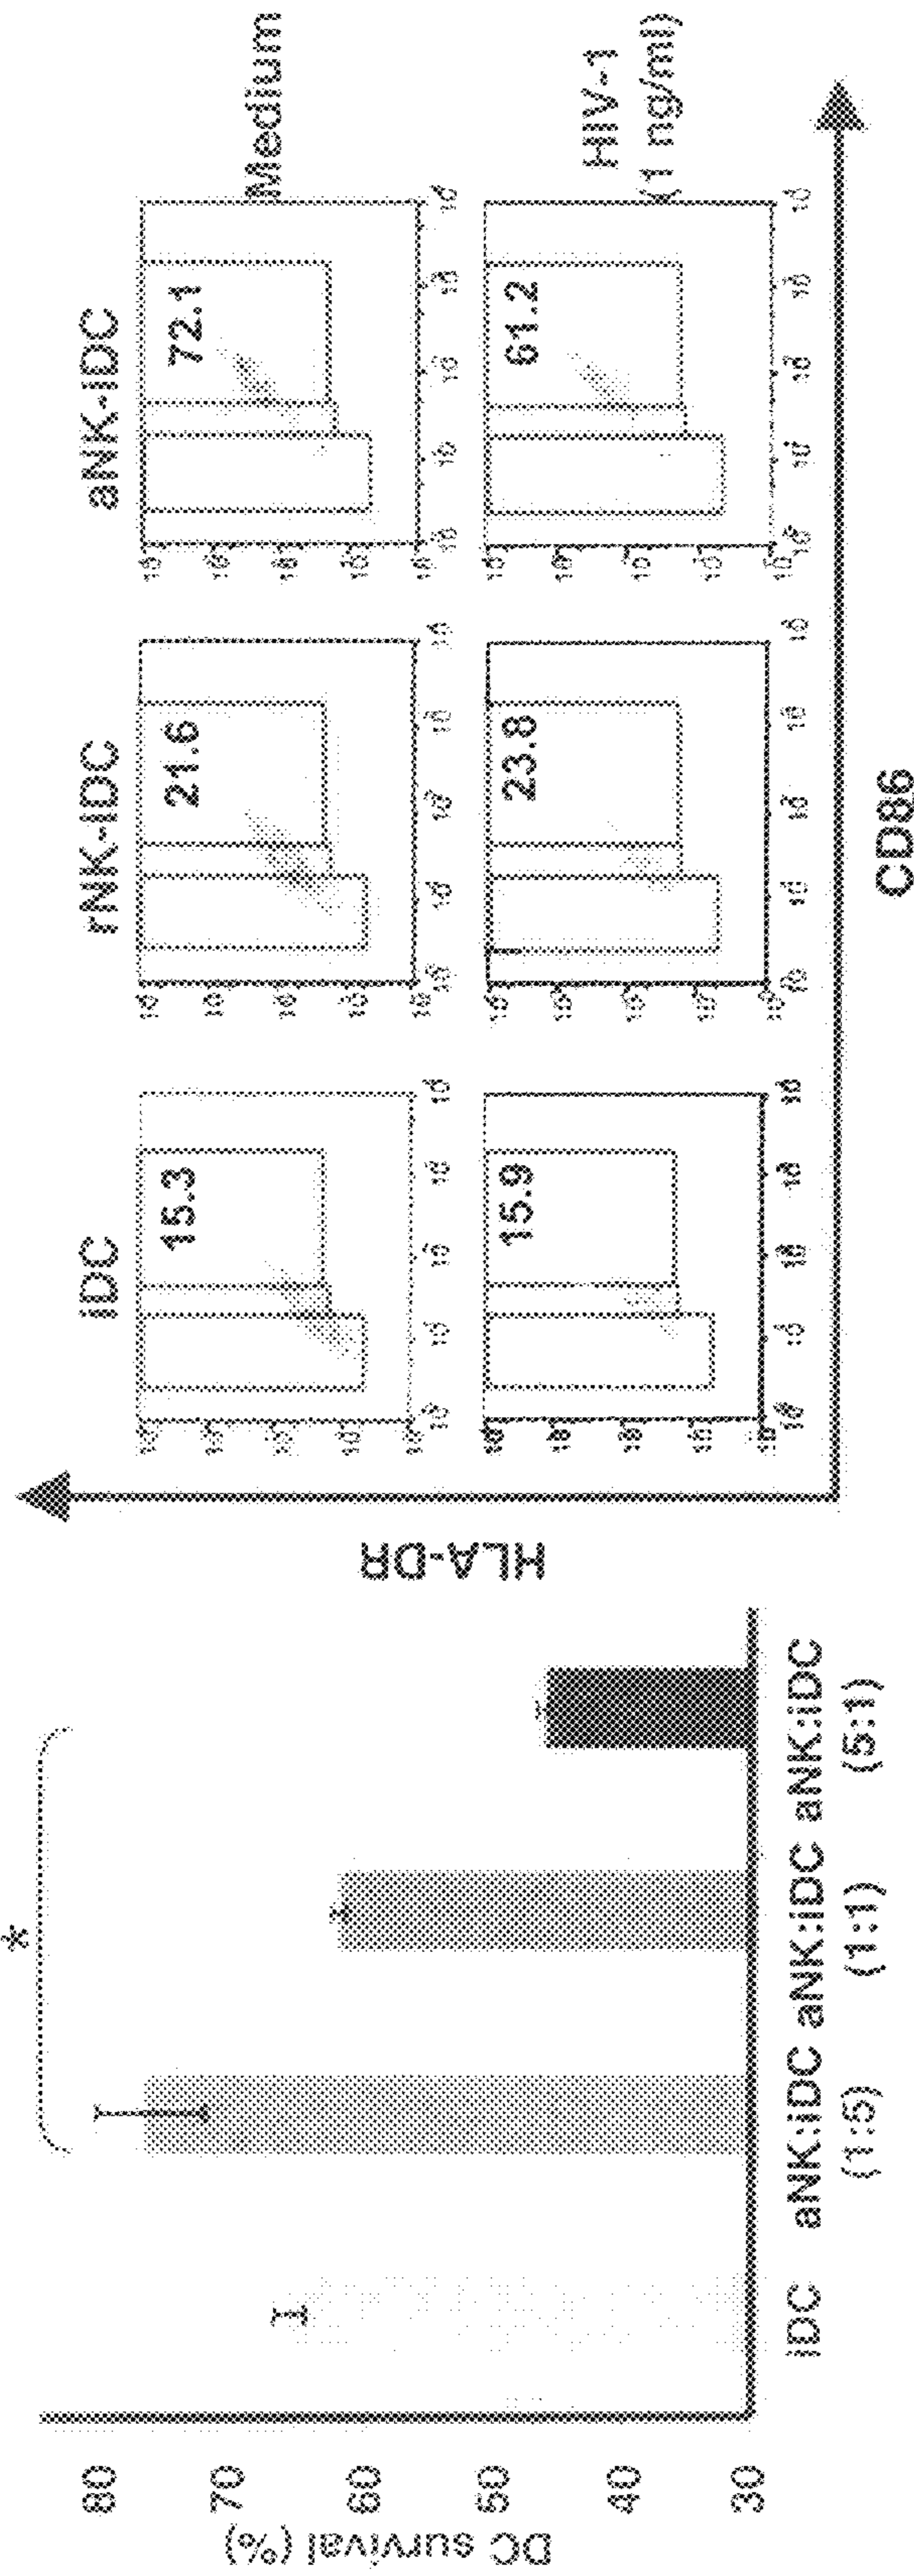 *
DC survival (%)
80
70
60
50
40
30
iDC
aNK:iDC
(1:5)
aNK:iDC
(1:1)
aNK:iDC
(5:1)
HLA-DR
iDC
rNK-iDC
aNK-iDC
15.3
21.6
72.1
Medium
15.9
23.8
61.2
HIV-1
(1 ng/ml)
CD86